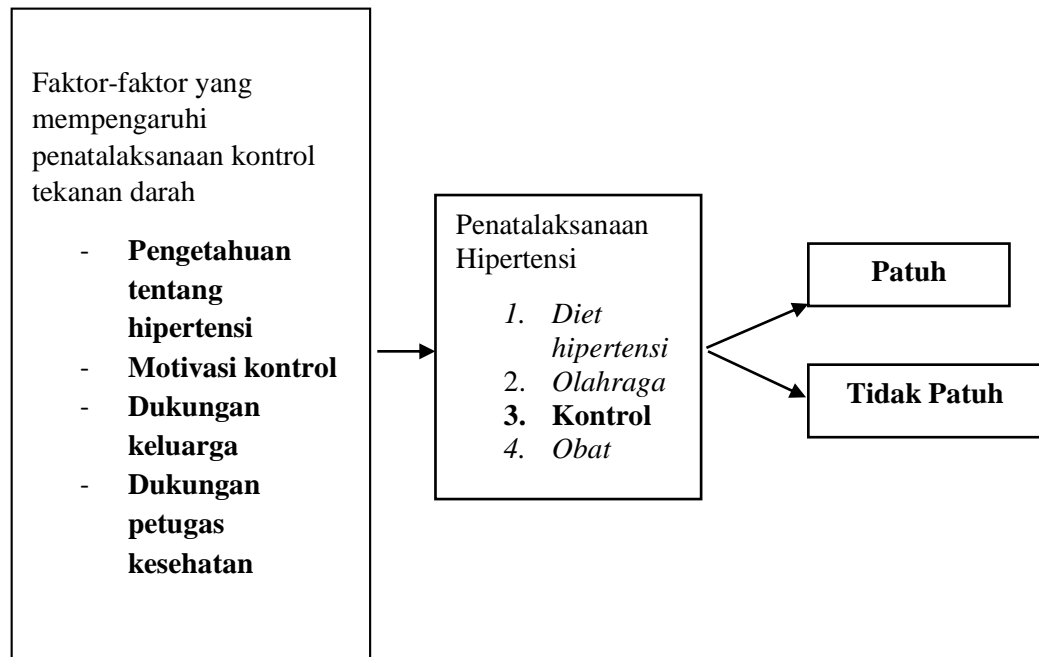 Faktor-faktor yang
mempengaruhi
penatalaksanaan kontrol
tekanan darah
- Pengetahuan
tentang
hipertensi
- Motivasi kontrol
- Dukungan
keluarga
- Dukungan
petugas
kesehatan
Penatalaksanaan
Hipertensi
1. Diet
hipertensi
2. Olahraga
3. Kontrol
4. Obat
Patuh
Tidak Patuh